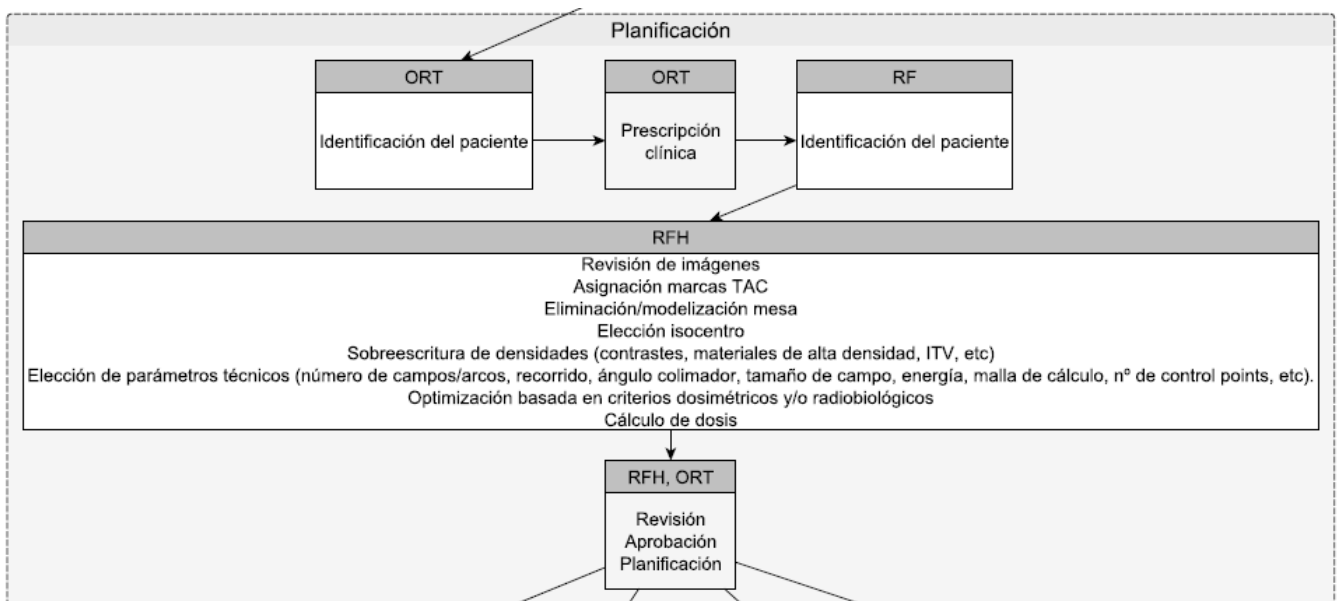 Planificación
ORT
Identificación del paciente
ORT
Prescripción
clínica
RF
Identificación del paciente
RFH
Revisión de imágenes
Asignación marcas TAC
Eliminación/modelización mesa
Elección isocentro
Sobreescritura de densidades (contrastes, materiales de alta densidad, ITV, etc)
Elección de parámetros técnicos (número de campos/arcos, recorrido, ángulo colimador, tamaño de campo, energía, malla de cálculo, nº de control points, etc).
Optimización basada en criterios dosimétricos y/o radiobiológicos
Cálculo de dosis
RFH, ORT
Revisión
Aprobación
Planificación